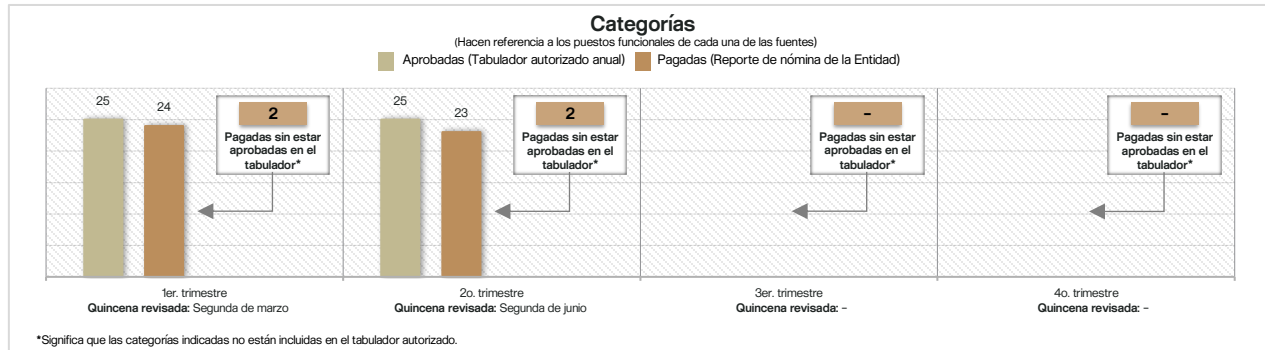 Categorías
(Hacen referencia a los puestos funcionales de cada una de las fuentes)
Aprobadas (Tabulador autorizado anual) Pagadas (Reporte de nómina de la Entidad)
25
24
2
Pagadas sin estar
aprobadas en el
tabulador*
25
23
2
Pagadas sin estar
aprobadas en el
tabulador*
–
Pagadas sin estar
aprobadas en el
tabulador*
–
Pagadas sin estar
aprobadas en el
tabulador*
1er. trimestre
Quincena revisada: Segunda de marzo
2o. trimestre
Quincena revisada: Segunda de junio
3er. trimestre
Quincena revisada: –
4o. trimestre
Quincena revisada: –
*Significa que las categorías indicadas no están incluidas en el tabulador autorizado.